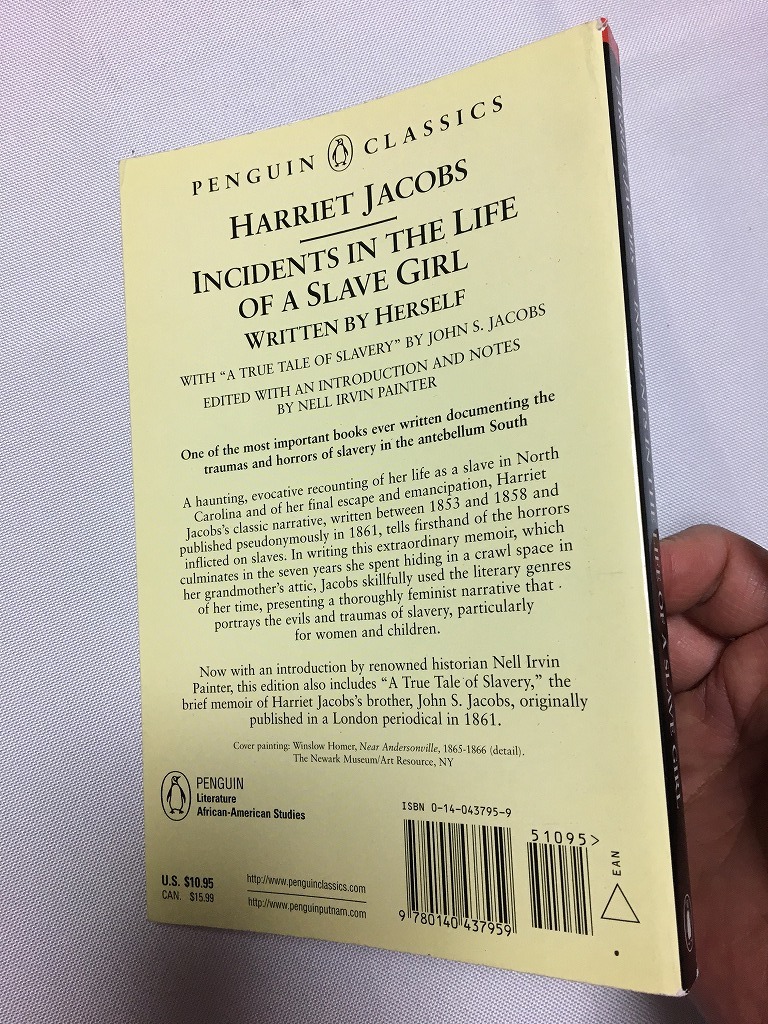 PENGUIN CLASSICS
HARRIET JACOBS
INCIDENTS IN THE LIFE
OF A SLAVE GIRL
WRITTEN BY HERSELF
WITH “A TRUE TALE OF SLAVERY” BY JOHN S. JACOBS
EDITED WITH AN INTRODUCTION AND NOTES
BY NELL IRVIN PAINTER
One of the most important books ever written documenting the
traumas and horrors of slavery in the antebellum South
A haunting, evocative recounting of her life as a slave in North
Carolina and of her final escape and emancipation, Harriet
Jacobs's classic narrative, written between 1853 and 1858 and
published pseudonymously in 1861, tells firsthand of the horrors
inflicted on slaves. In writing this extraordinary memoir, which
culminates in the seven years she spent hiding in a crawl space in
her grandmother's attic, Jacobs skillfully used the literary genres
of her time, presenting a thoroughly feminist narrative that
portrays the evils and traumas of slavery, particularly
for women and children.
Now with an introduction by renowned historian Nell Irvin
Painter, this edition also includes “A True Tale of Slavery,” the
brief memoir of Harriet Jacobs's brother, John S. Jacobs, originally
published in a London periodical in 1861.
Cover painting: Winslow Homer, Near Andersonville, 1865-1866 (detail).
The Newark Museum/Art Resource, NY
PENGUIN
Literature
African-American Studies
U.S. $10.95
CAN. $15.99
http://www.penguinclassics.com
http://www.penguinputnam.com
ISBN 0-14-043795-9
51095>
EAN
9 780140 437959
HARRIET JACOBS · INCIDENTS IN THE LIFE OF A SLAVE GIRL